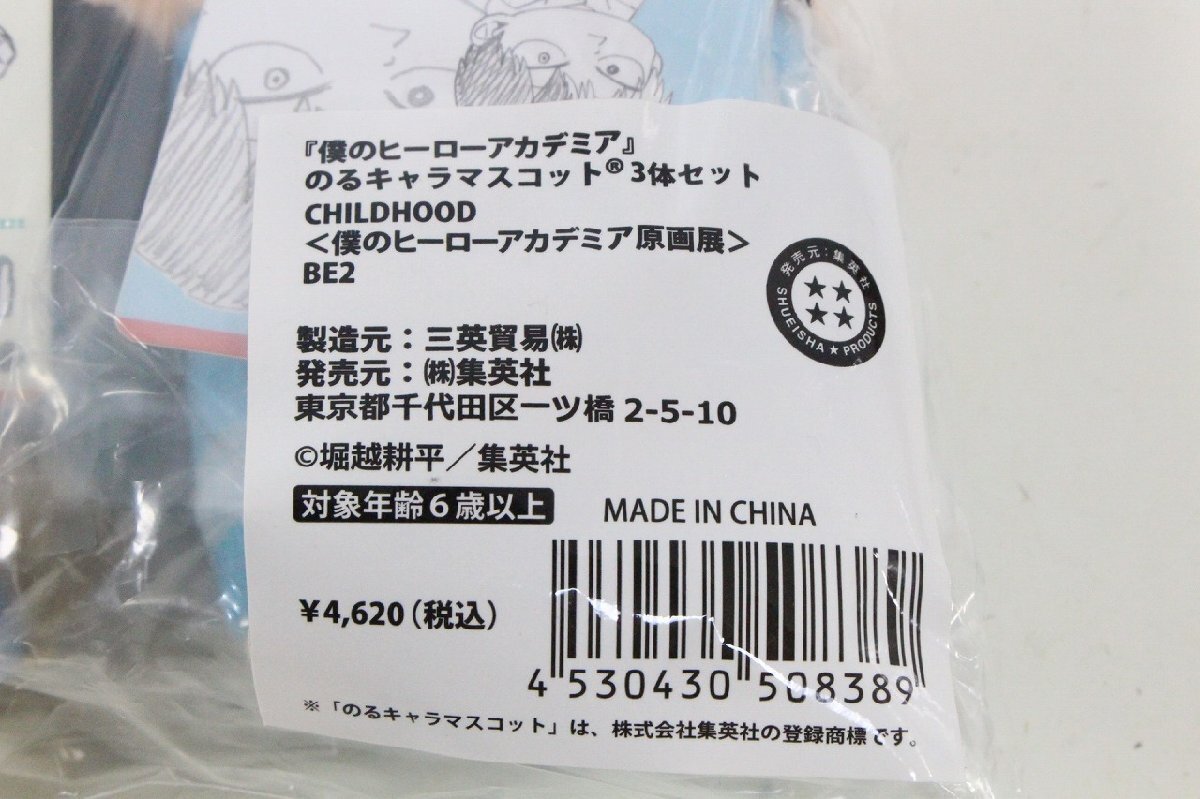 『僕のヒーローアカデミア』
のるキャラマスコット® 3体セット
CHILDHOOD
＜僕のヒーローアカデミア原画展＞
BE2
発売元：集英社
SHUEISHA ★ PRODUCTS
製造元：三英貿易㈱
発売元：㈱集英社
東京都千代田区一ツ橋 2-5-10
©堀越耕平／集英社
対象年齢６歳以上
MADE IN CHINA
¥4,620（税込）
4 530430 508389
※「のるキャラマスコット」は、株式会社集英社の登録商標です。